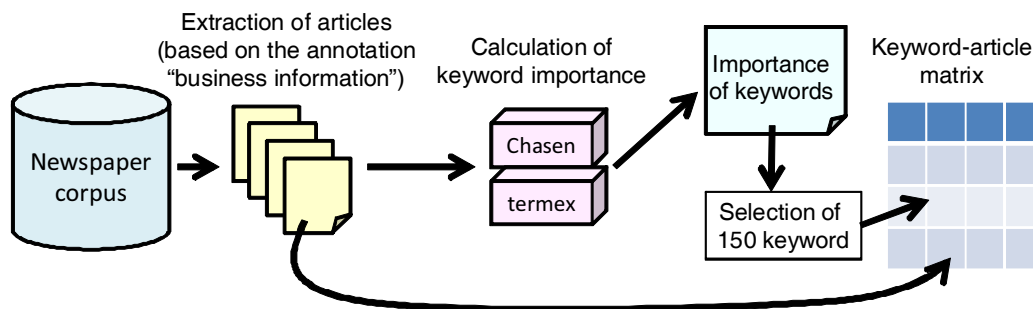 Extraction of articles
(based on the annotation
“business information”)
Newspaper
corpus
Calculation of
keyword importance
Chasen
termex
Importance
of keywords
Selection of
150 keyword
Keyword-article
matrix